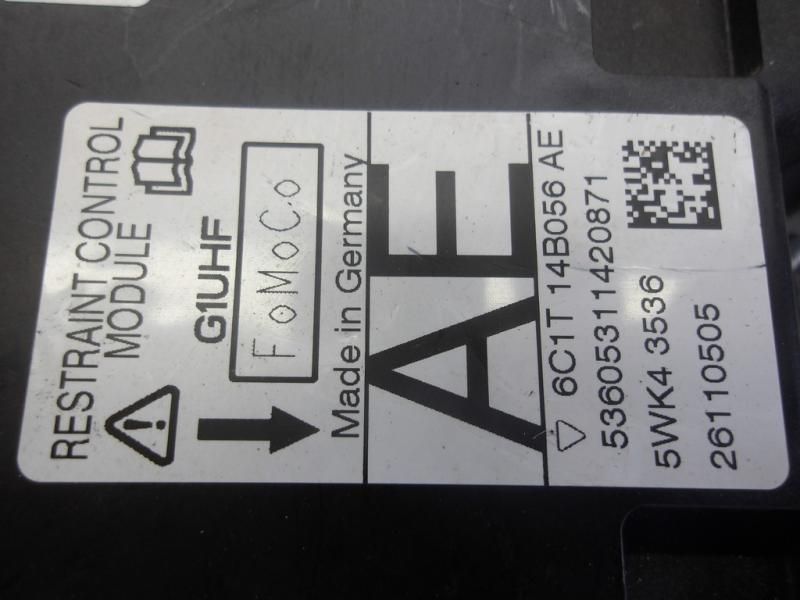 RESTRAINT CONTROL
MODULE
G1UHF
FoMoCo
Made in Germany
AE
6C1T 14B056 AE
5360531142087​1
5WK4 3536
26110505